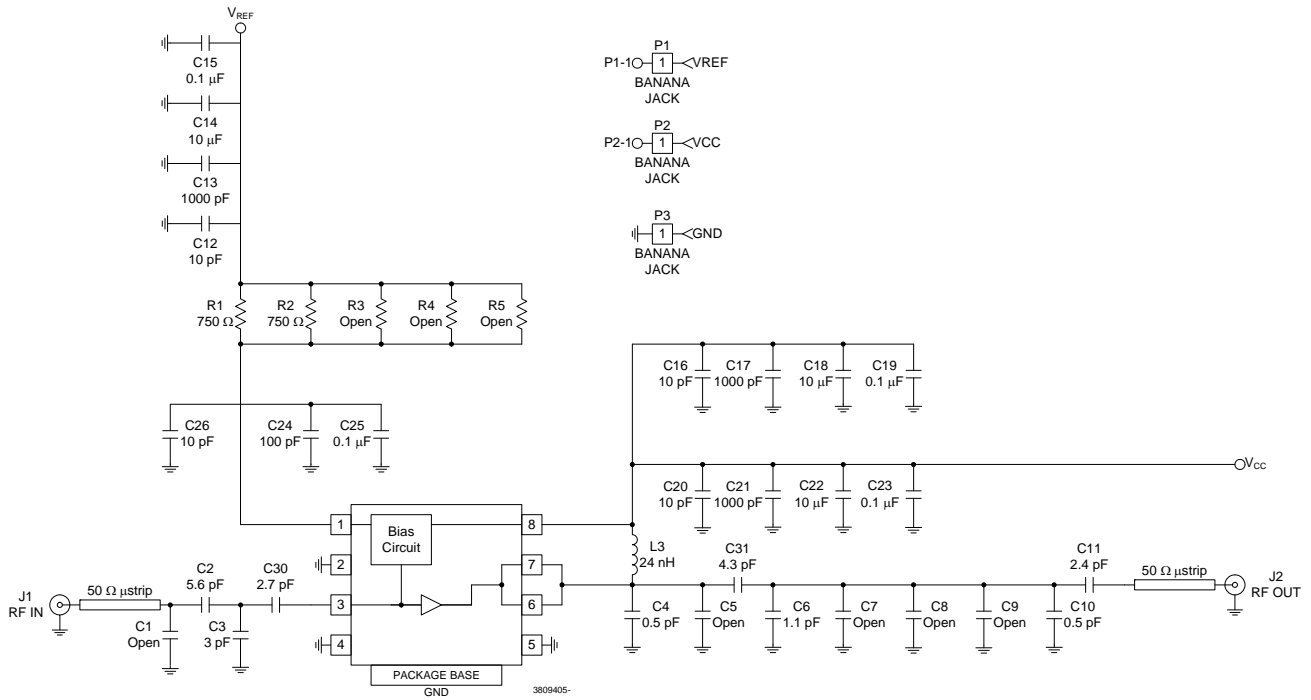 VREF
C15
0.1 µF
C14
10 µF
C13
1000 pF
C12
10 pF
P1
P1-1
1
VREF
BANANA
JACK
P2
P2-1
1
VCC
BANANA
JACK
P3
1
GND
BANANA
JACK
R1
750 Ω
R2
750 Ω
R3
Open
R4
Open
R5
Open
C16
10 pF
C17
1000 pF
C18
10 µF
C19
0.1 µF
C26
10 pF
C24
100 pF
C25
0.1 µF
VCC
C20
10 pF
C21
1000 pF
C22
10 µF
C23
0.1 µF
1
Bias
Circuit
8
2
7
3
6
4
5
PACKAGE BASE
GND
3809405-
L3
24 nH
J1
RF IN
50 Ω µstrip
C2
5.6 pF
C30
2.7 pF
C1
Open
C3
3 pF
C31
4.3 pF
C11
2.4 pF
50 Ω µstrip
J2
RF OUT
C4
0.5 pF
C5
Open
C6
1.1 pF
C7
Open
C8
Open
C9
Open
C10
0.5 pF